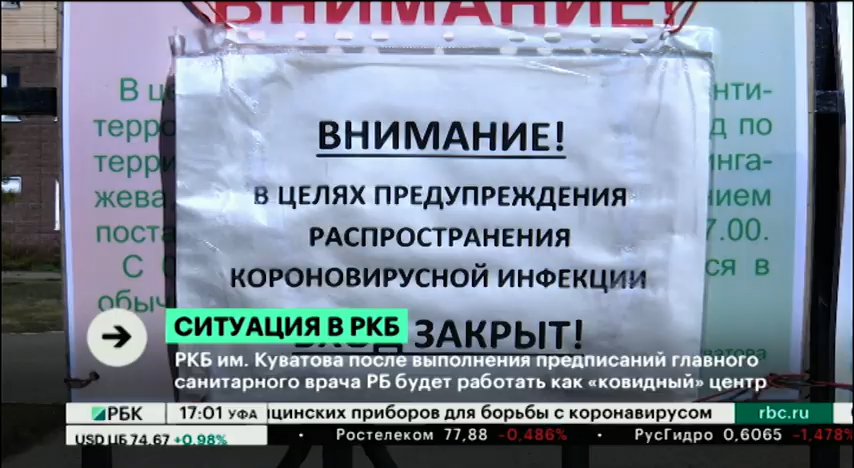 ВНИМАНИЕ!
ВНИМАНИЕ!
В ЦЕЛЯХ ПРЕДУПРЕЖДЕНИЯ
РАСПРОСТРАНЕНИЯ
КОРОНОВИРУСНОЙ ИНФЕКЦИИ
ЗАКРЫТ!
СИТУАЦИЯ В РКБ
РКБ им. Куватова после выполнения предписаний главного
санитарного врача РБ будет работать как «ковидный» центр
РБК 17:01 УФА щинских приборов для борьбы с коронавирусом rbc.ru
USD ЦБ 74,67 +0,98% Ростелеком 77,88 -0,486% РусГидро 0,6065 -1,478%